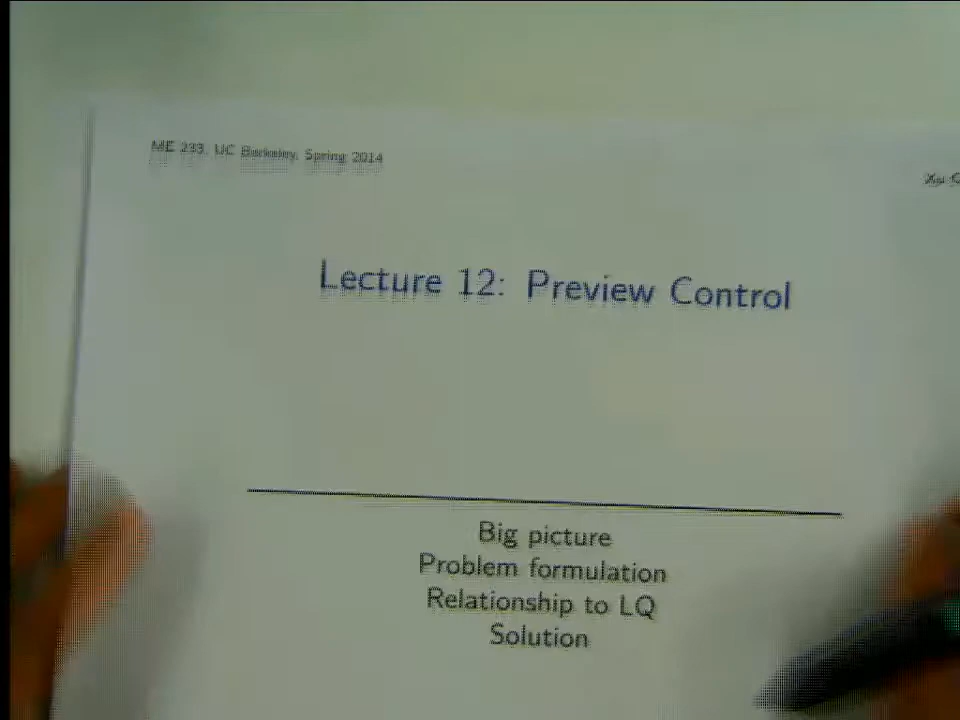 ME 233, UC Berkeley, Spring 2014
Lecture 12: Preview Control
Big picture
Problem formulation
Relationship to LQ
Solution